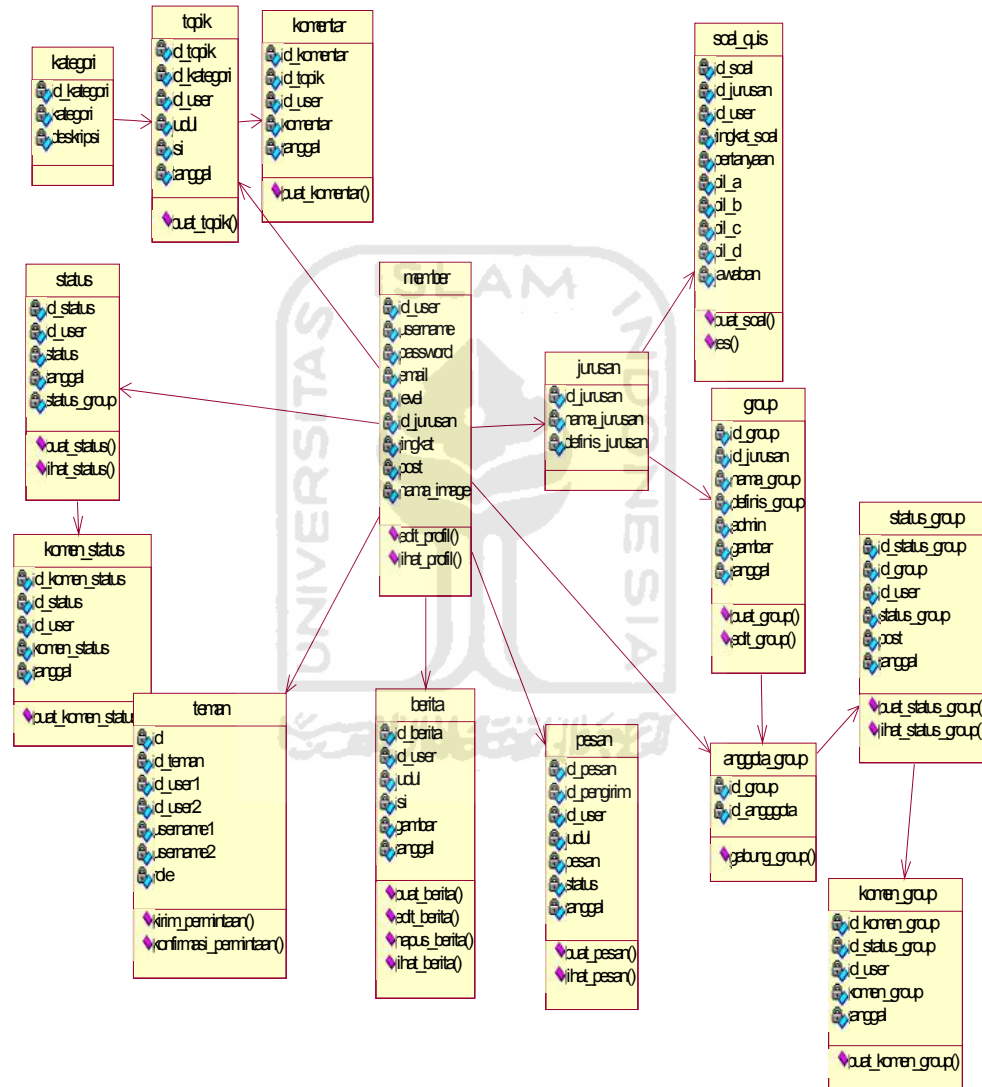 kategori
id_kategori
kategori
deskripsi
topik
id_topik
id_kategori
id_user
judul
isi
tanggal
buat_topik()
komentar
id_komentar
id_topik
id_user
komentar
tanggal
buat_komentar()
soal_quis
id_soal
id_jurusan
id_user
tingkat_soal
pertanyaan
pil_a
pil_b
pil_c
pil_d
jawaban
buat_soal()
tes()
status
id_status
id_user
status
tanggal
status_group
buat_status()
lihat_status()
member
id_user
username
password
email
level
id_jurusan
tingkat
post
nama_image
edit_profil()
lihat_profil()
jurusan
id_jurusan
nama_jurusan
definis_jurusan
group
id_group
id_jurusan
nama_group
definis_group
admin
gambar
tanggal
buat_group()
edit_group()
status_group
id_status_group
id_group
id_user
status_group
post
tanggal
buat_status_group()
lihat_status_group()
komen_status
id_komen_status
id_status
id_user
komen_status
tanggal
buat_komen_status
teman
id
id_teman
id_user1
id_user2
username1
username2
role
kirim_permintaan()
konfirmasi_permintaan()
berita
id_berita
id_user
judul
isi
gambar
tanggal
buat_berita()
edit_berita()
hapus_berita()
lihat_berita()
pesan
id_pesan
id_pengirim
id_user
judul
pesan
status
tanggal
buat_pesan()
lihat_pesan()
anggota_group
id_group
id_angggota
gabung_group()
komen_group
id_komen_group
id_status_group
id_user
komen_group
tanggal
buat_komen_group()
UNIVERSITAS
ISLAM
INDONESIA